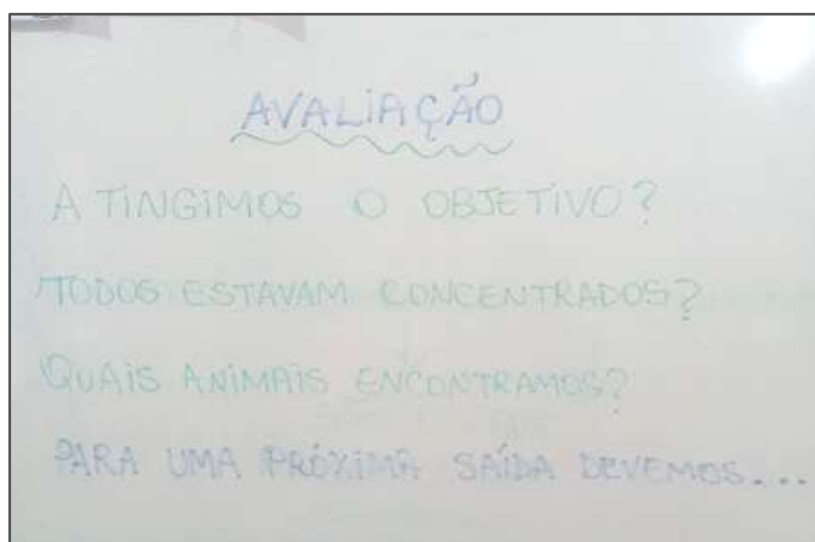 AVALIAÇÃO
ATINGIMOS O OBJETIVO?
TODOS ESTAVAM CONCENTRADOS?
QUAIS ANIMAIS ENCONTRAMOS?
PARA UMA PRÓXIMA SAÍDA DEVEMOS....